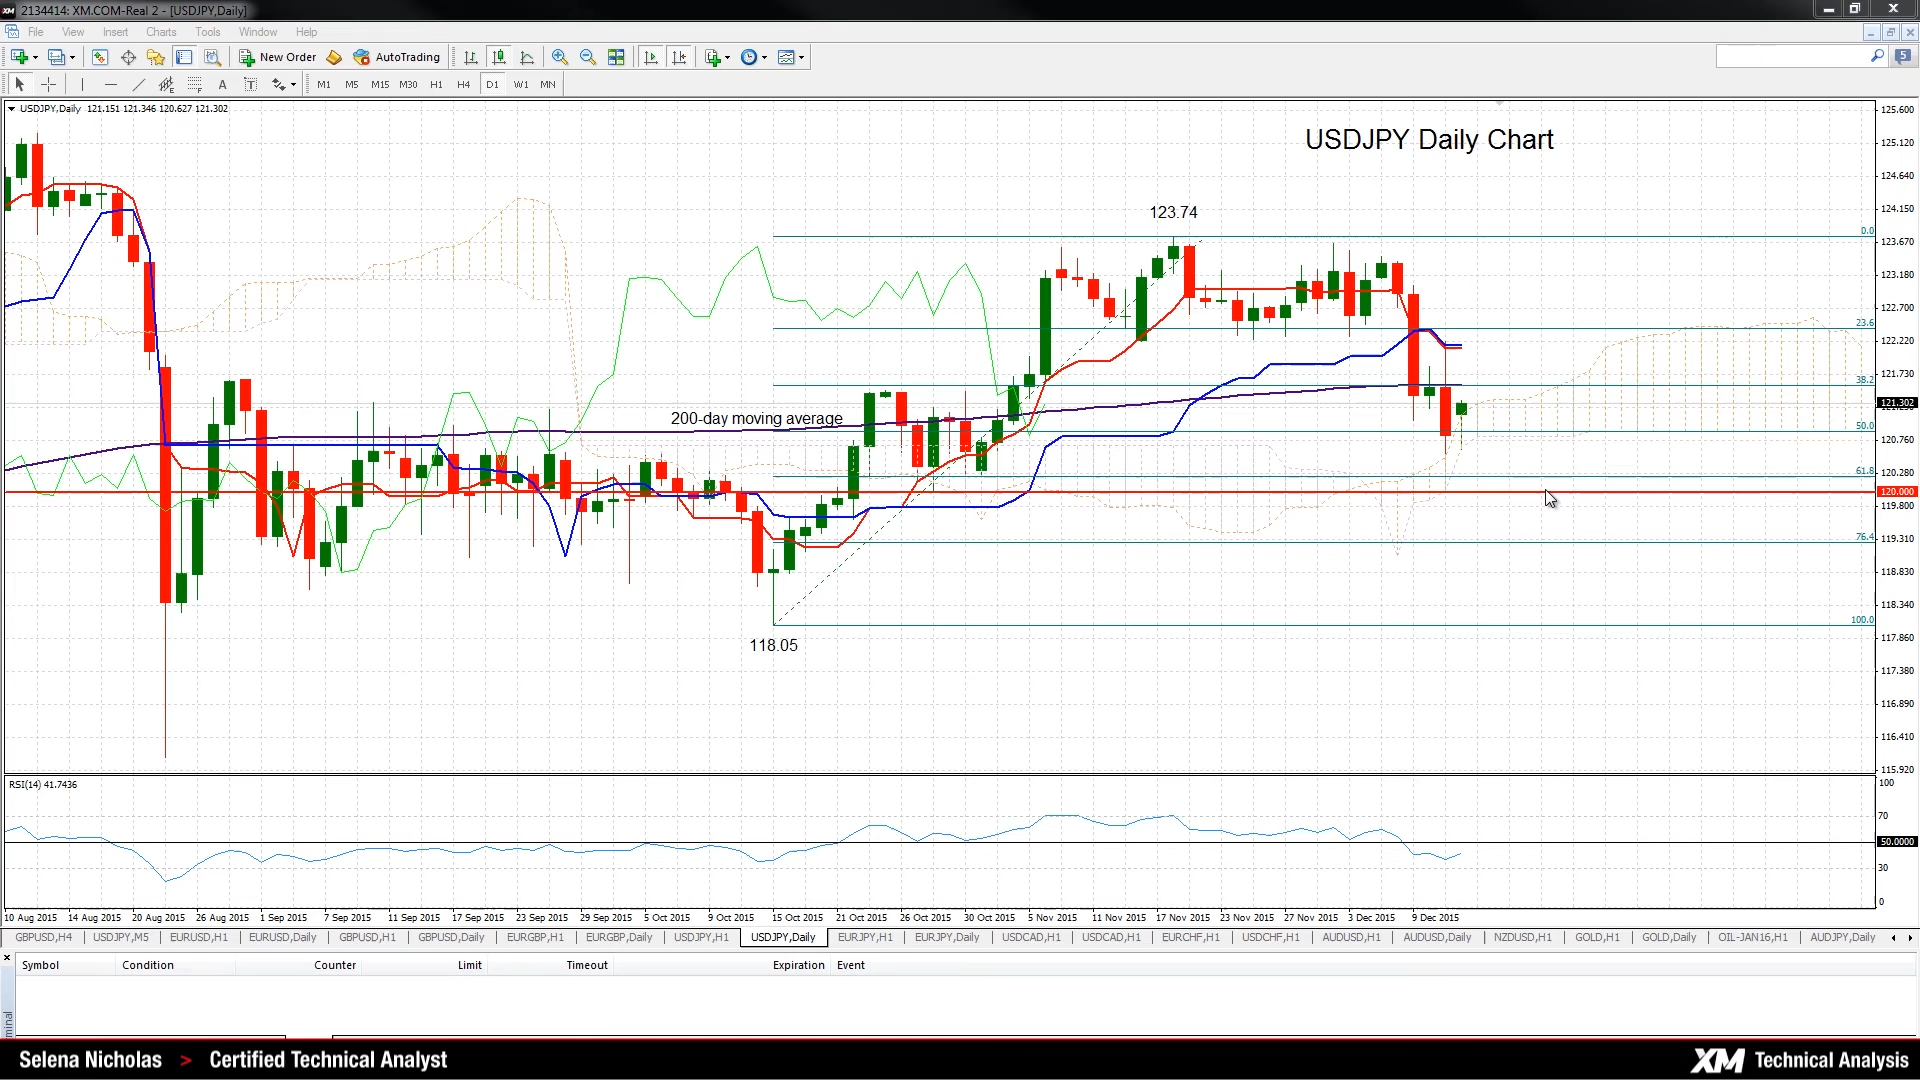 2134414: XM.COM-Real 2 - [USDJPY,Daily]
File View Insert Charts Tools Window Help
New Order AutoTrading
5
A T M1 M5 M15 M30 H1 H4 D1 W1 MN
USDJPY,Daily 121.151 121.346 120.627 121.302
USDJPY Daily Chart
123.74
200-day moving average
118.05
0.0
23.6
38.2
50.0
61.8
76.4
100.0
125.600
125.120
124.640
124.150
123.670
123.180
122.700
122.220
121.730
121.302
120.760
120.280
120.000
119.800
119.310
118.830
118.340
117.860
117.380
116.890
116.410
115.920
RSI(14) 41.7436
100
70
50.0000
30
0
10 Aug 2015 14 Aug 2015 20 Aug 2015 26 Aug 2015 1 Sep 2015 7 Sep 2015 11 Sep 2015 17 Sep 2015 23 Sep 2015 29 Sep 2015 5 Oct 2015 9 Oct 2015 15 Oct 2015 21 Oct 2015 26 Oct 2015 30 Oct 2015 5 Nov 2015 11 Nov 2015 17 Nov 2015 23 Nov 2015 27 Nov 2015 3 Dec 2015 9 Dec 2015
GBPUSD,H4 USDJPY,M5 EURUSD,H1 EURUSD,Daily GBPUSD,H1 GBPUSD,Daily EURGBP,H1 EURGBP,Daily USDJPY,H1 USDJPY,Daily EURJPY,H1 EURJPY,Daily USDCAD,H1 USDCAD,H1 EURCHF,H1 USDCHF,H1 AUDUSD,H1 AUDUSD,Daily NZDUSD,H1 GOLD,H1 GOLD,Daily OIL-JAN16,H1 AUDJPY,Daily
Symbol Condition Counter Limit Timeout Expiration Event
Selena Nicholas > Certified Technical Analyst
XM Technical Analysis